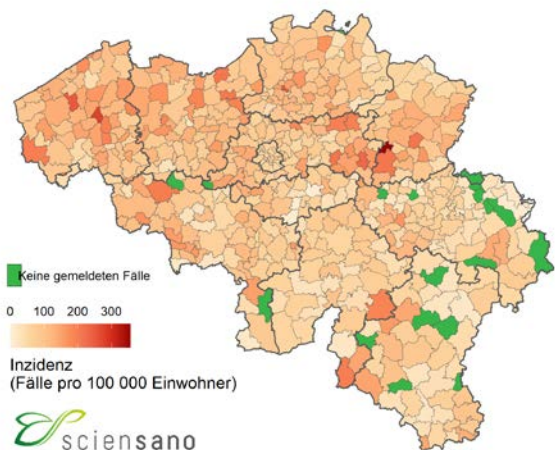 Keine gemeldeten Fälle
0 100 200 300
Inzidenz
(Fälle pro 100 000 Einwohner)
sciensano